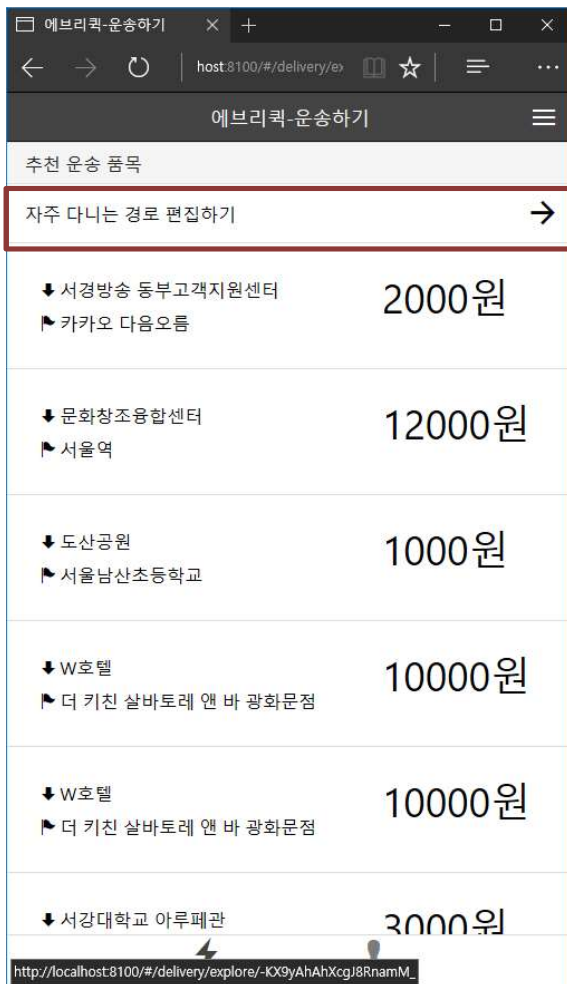 에브리퀵-운송하기
host:8100/#/delivery/ex
에브리퀵-운송하기
추천 운송 품목
자주 다니는 경로 편집하기
서경방송 동부고객지원센터
2000원
카카오 다음오름
문화창조융합센터
12000원
서울역
도산공원
1000원
서울남산초등학교
W호텔
10000원
더 키친 살바토레 앤 바 광화문점
W호텔
10000원
더 키친 살바토레 앤 바 광화문점
서강대학교 아루페관
3000원
http://localhost:8100/#/delivery/explore/-KX9yAhAhXcgJ8RnamM_